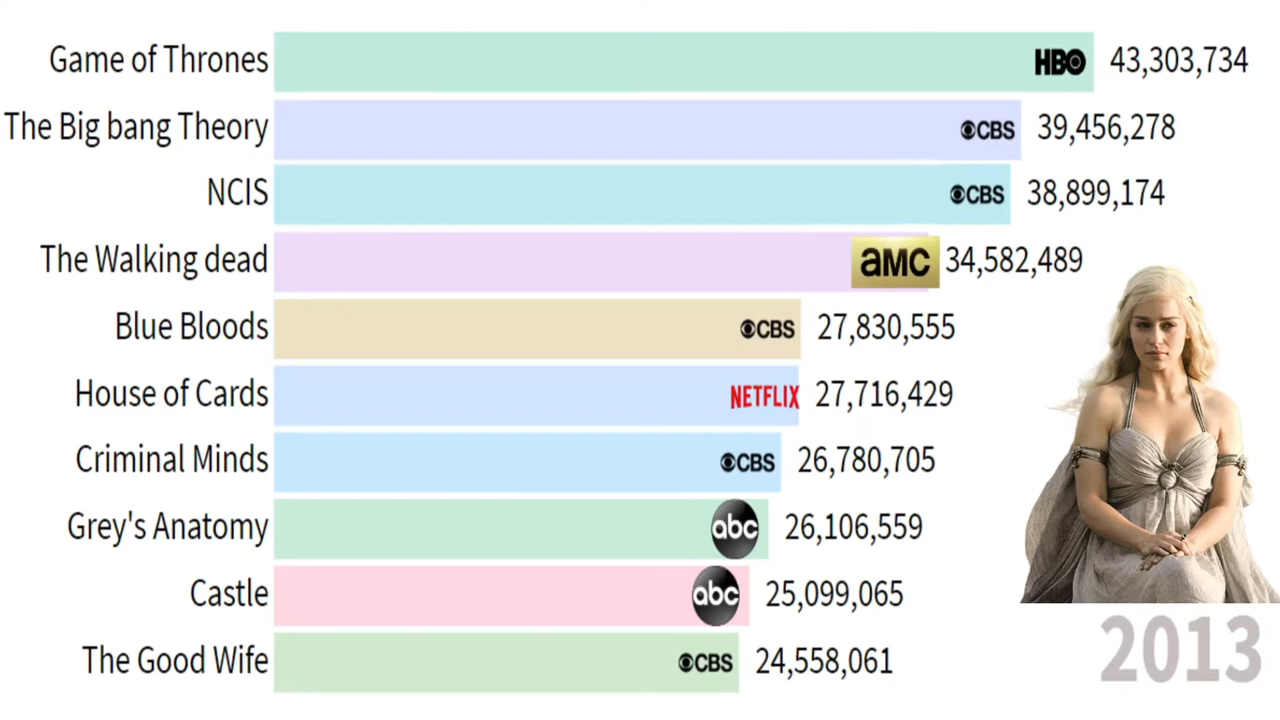 Game of Thrones HBO 43,303,734
The Big bang Theory CBS 39,456,278
NCIS CBS 38,899,174
The Walking dead aMC 34,582,489
Blue Bloods CBS 27,830,555
House of Cards NETFLIX 27,716,429
Criminal Minds CBS 26,780,705
Grey's Anatomy abc 26,106,559
Castle abc 25,099,065
The Good Wife CBS 24,558,061
2013